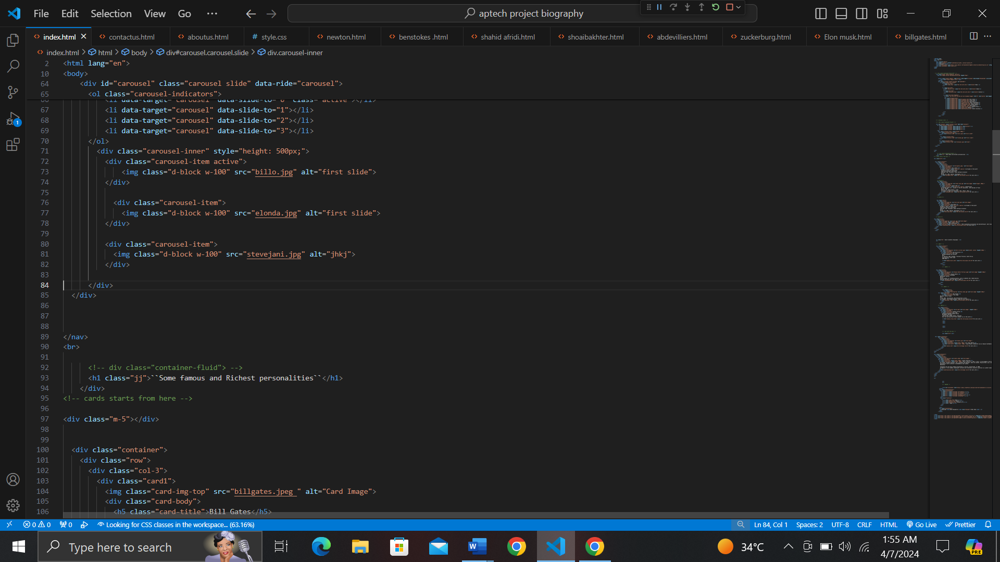 File Edit Selection View Go ···
aptech project biography
index.html
contactus.html
aboutus.html
# style.css
newton.html
benstokes .html
shahid afridi.html
shoaibakhter.html
abdevilliers.html
zuckerburg.html
Elon musk.html
billgates.html
index.html > html > body > div#carousel.carousel.slide > div.carousel-inner
2 <html lang="en">
10 <body>
64 <div id="carousel" class="carousel slide" data-ride="carousel">
65 <ol class="carousel-indicators">
66 <li data-target="carousel" data-slide-to="0" class="active"></li>
67 <li data-target="carousel" data-slide-to="1"></li>
68 <li data-target="carousel" data-slide-to="2"></li>
69 <li data-target="carousel" data-slide-to="3"></li>
70 </ol>
71 <div class="carousel-inner" style="height: 500px;">
72 <div class="carousel-item active">
73 <img class="d-block w-100" src="billo.jpg" alt="first slide">
74 </div>
75
76 <div class="carousel-item">
77 <img class="d-block w-100" src="elonda.jpg" alt="first slide">
78 </div>
79
80 <div class="carousel-item">
81 <img class="d-block w-100" src="stevejani.jpg" alt="jhkj">
82 </div>
83
84 </div>
85 </div>
86
87
88
89 </nav>
90 <br>
91
92 <!-- div class="container-fluid"> -->
93 <h1 class="jj">``Some famous and Richest personalities``</h1>
94 </div>
95 <!-- cards starts from here -->
96
97 <div class="m-5"></div>
98
99
100 <div class="container">
101 <div class="row">
102 <div class="col-3">
103 <div class="card1">
104 <img class="card-img-top" src="billgates.jpeg " alt="Card Image">
105 <div class="card-body">
106 <h5 class="card-title">Bill Gates</h5>
1
0 0 0 Looking for CSS classes in the workspace... (63.16%)
Ln 84, Col 1 Spaces: 2 UTF-8 CRLF HTML Go Live Prettier
Type here to search
34°C
1:55 AM
4/7/2024
PRE